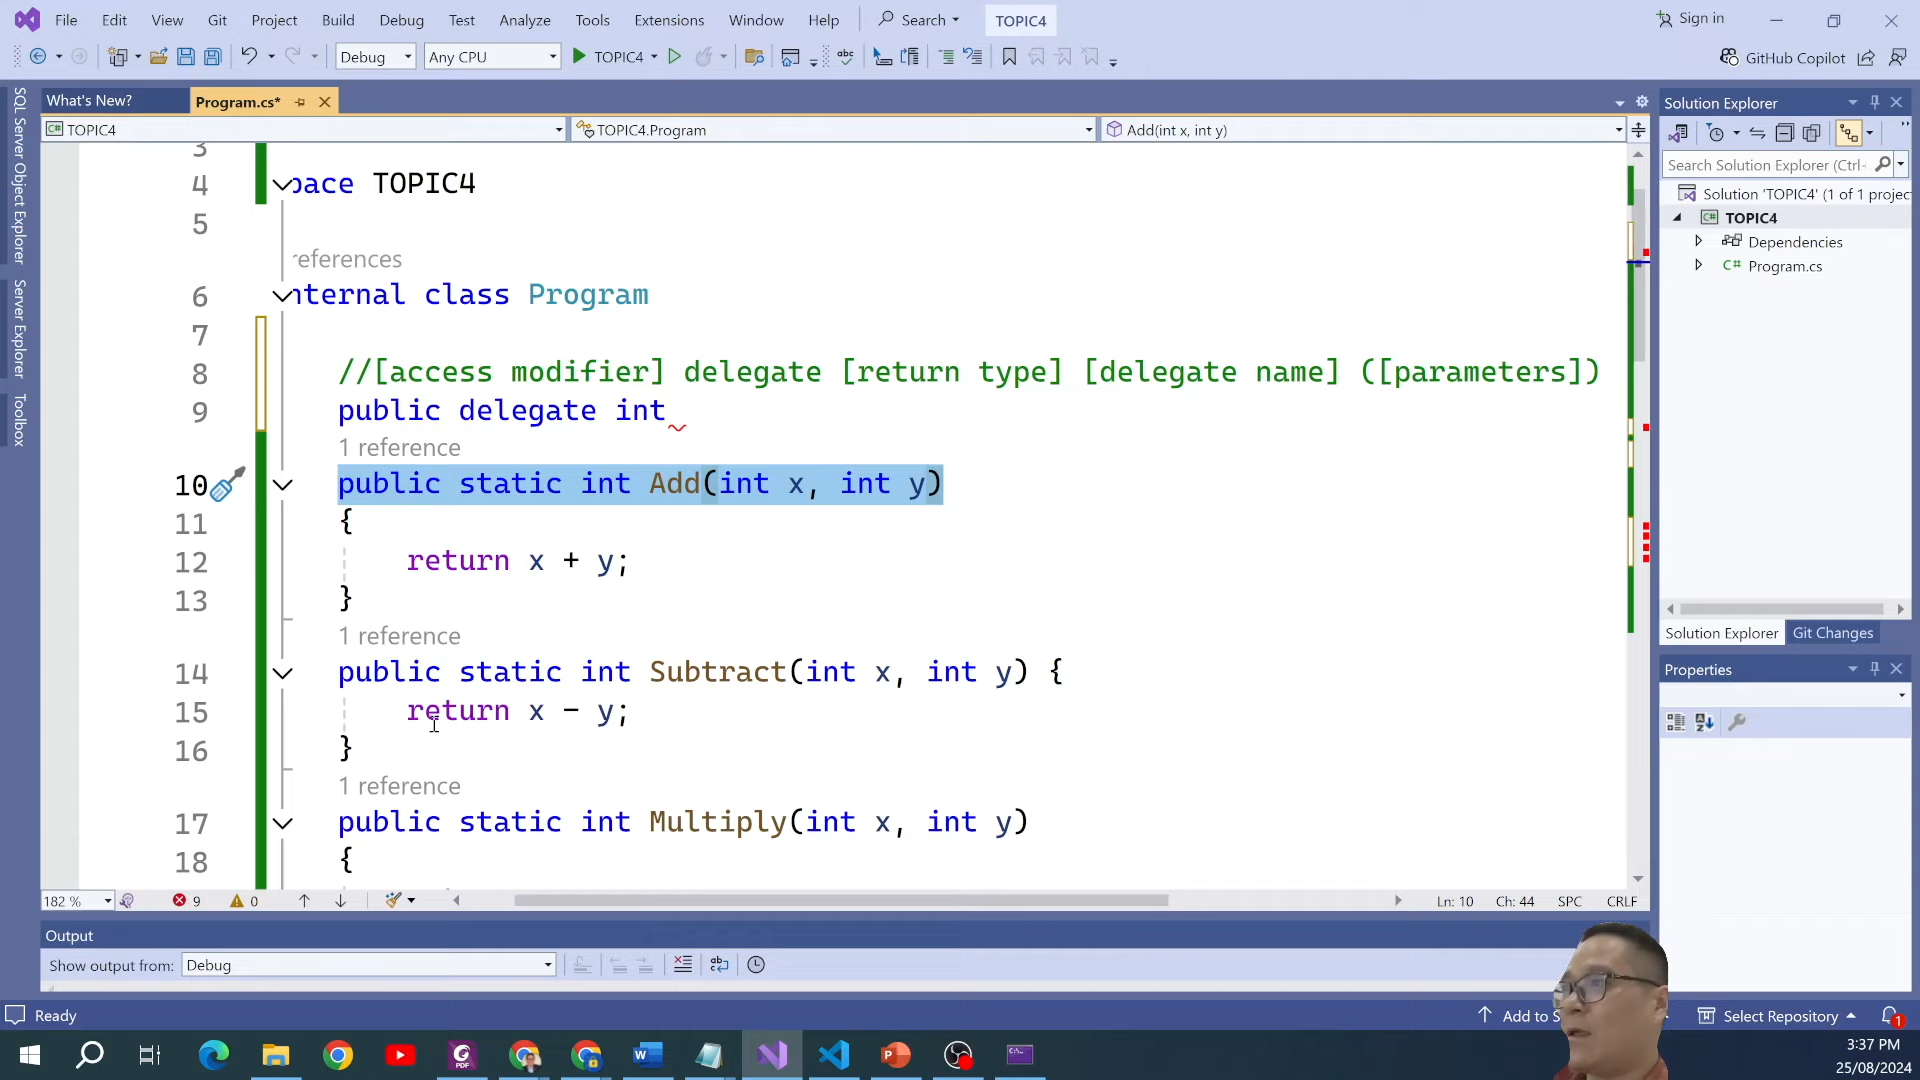 File Edit View Git Project Build Debug Test Analyze Tools Extensions Window Help Search TOPIC4 Sign in
Debug Any CPU TOPIC4 GitHub Copilot
What's New? Program.cs*
TOPIC4 TOPIC4.Program Add(int x, int y)
SQL Server Object Explorer
Server Explorer
Toolbox
3
4 pace TOPIC4
5
references
6 nternal class Program
7
8 //[access modifier] delegate [return type] [delegate name] ([parameters])
9 public delegate int
1 reference
10 public static int Add(int x, int y)
11 {
12 return x + y;
13 }
1 reference
14 public static int Subtract(int x, int y) {
15 return x - y;
16 }
1 reference
17 public static int Multiply(int x, int y)
18 {
182 % 9 0 Ln: 10 Ch: 44 SPC CRLF
Output
Show output from: Debug
Ready Add to S Select Repository 1
Solution Explorer
Search Solution Explorer (Ctrl+
Solution 'TOPIC4' (1 of 1 projec
TOPIC4
Dependencies
C# Program.cs
Solution Explorer Git Changes
Properties
PDF
3:37 PM
25/08/2024